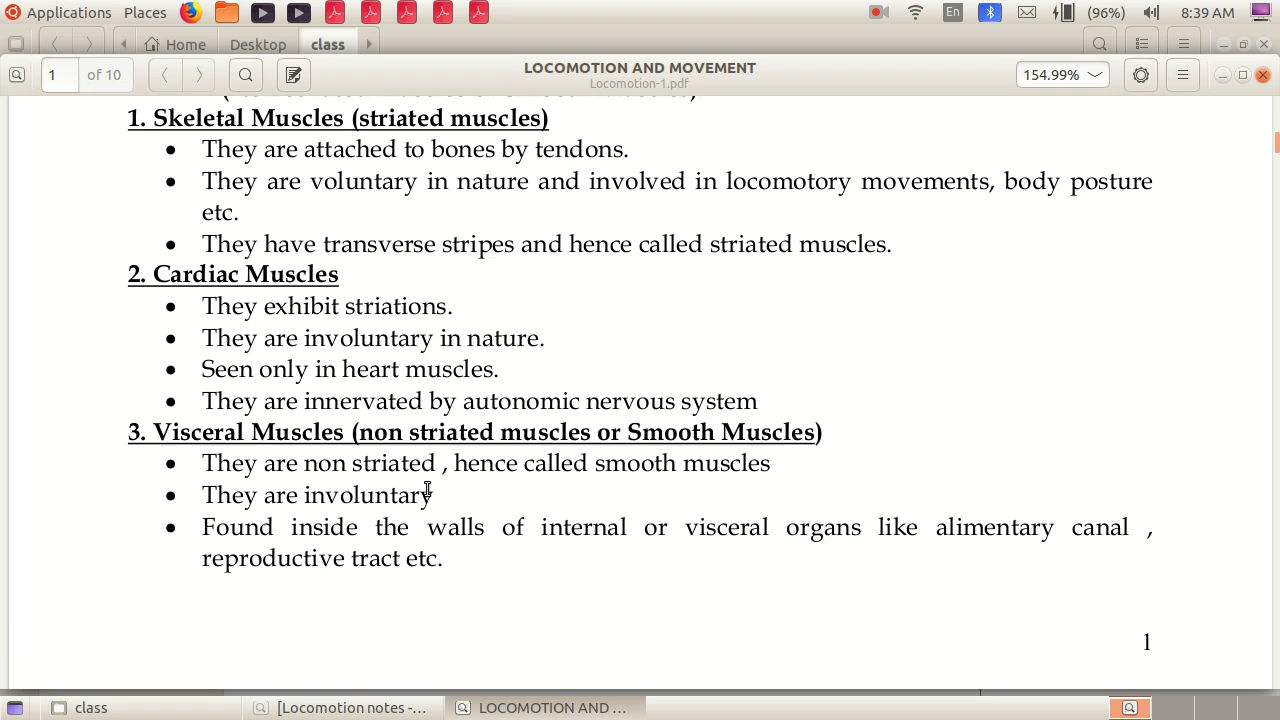 Applications Places En (96%) 8:39 AM
Home Desktop class
1 of 10 LOCOMOTION AND MOVEMENT 154.99%
Locomotion-1.pdf
1. Skeletal Muscles (striated muscles)
• They are attached to bones by tendons.
• They are voluntary in nature and involved in locomotory movements, body posture
etc.
• They have transverse stripes and hence called striated muscles.
2. Cardiac Muscles
• They exhibit striations.
• They are involuntary in nature.
• Seen only in heart muscles.
• They are innervated by autonomic nervous system
3. Visceral Muscles (non striated muscles or Smooth Muscles)
• They are non striated , hence called smooth muscles
• They are involuntary
• Found inside the walls of internal or visceral organs like alimentary canal ,
reproductive tract etc.
1
class [Locomotion notes -... LOCOMOTION AND ...